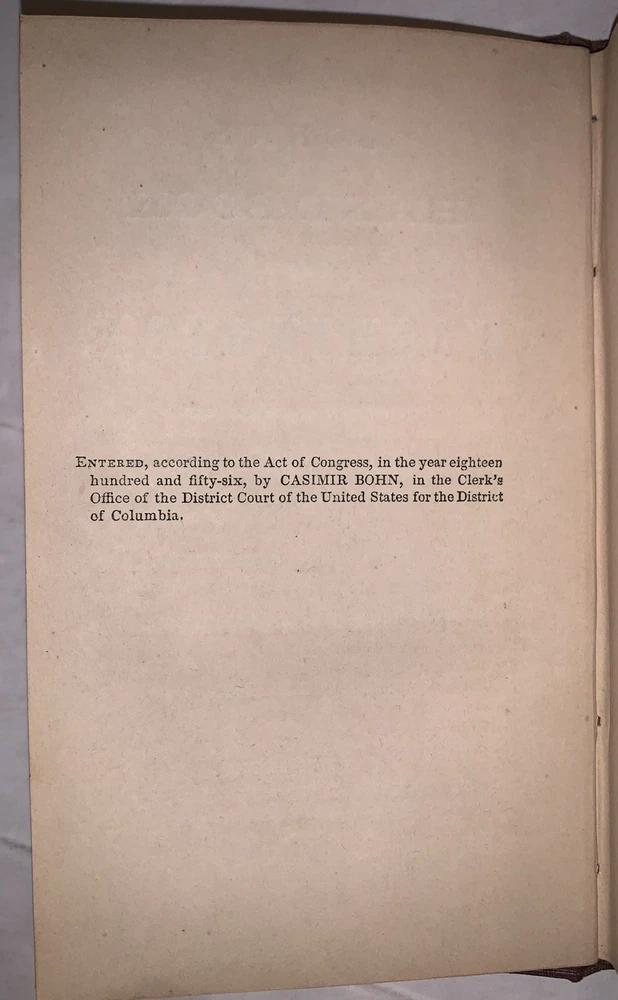 ENTERED, according to the Act of Congress, in the year eighteen
hundred and fifty-six, by CASIMIR BOHN, in the Clerk's
Office of the District Court of the United States for the District
of Columbia.